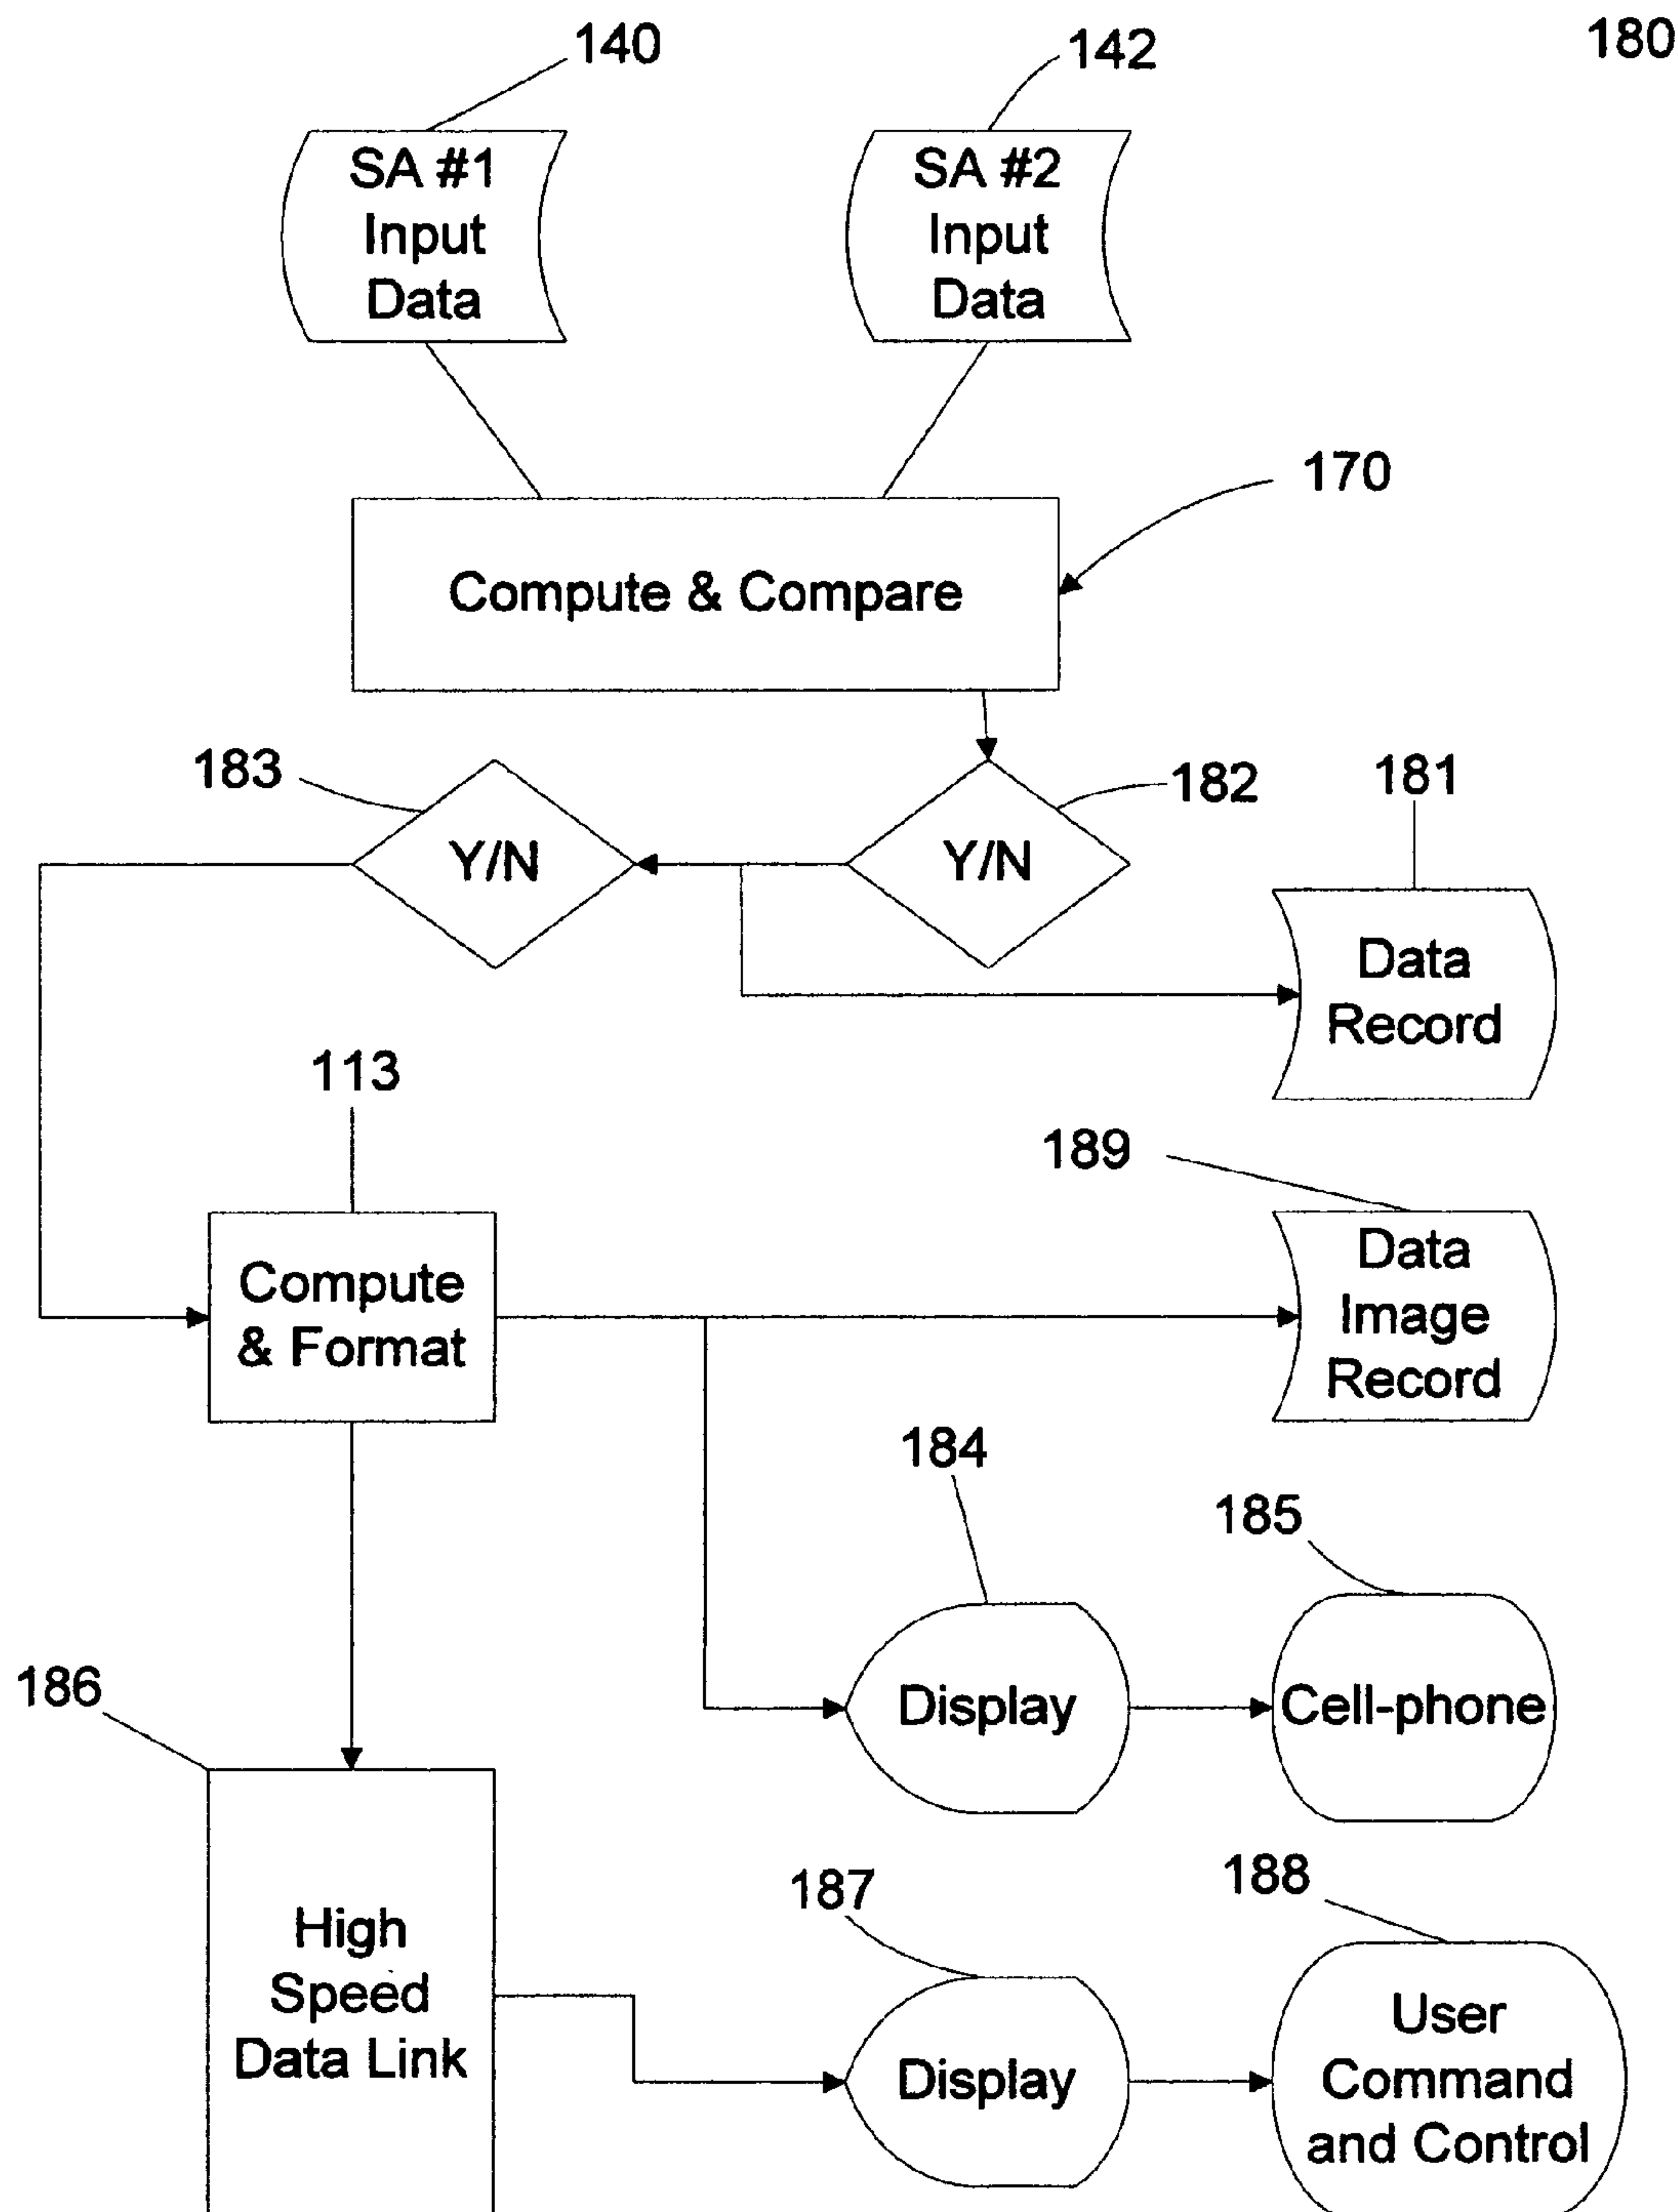 140
142
180
SA #1
Input
Data
SA #2
Input
Data
170
Compute & Compare
183
Y/N
Y/N
182
181
Data
Record
113
189
Compute
& Format
Data
Image
Record
184
185
Display
Cell-phone
186
187
188
High
Speed
Data Link
Display
User
Command
and Control